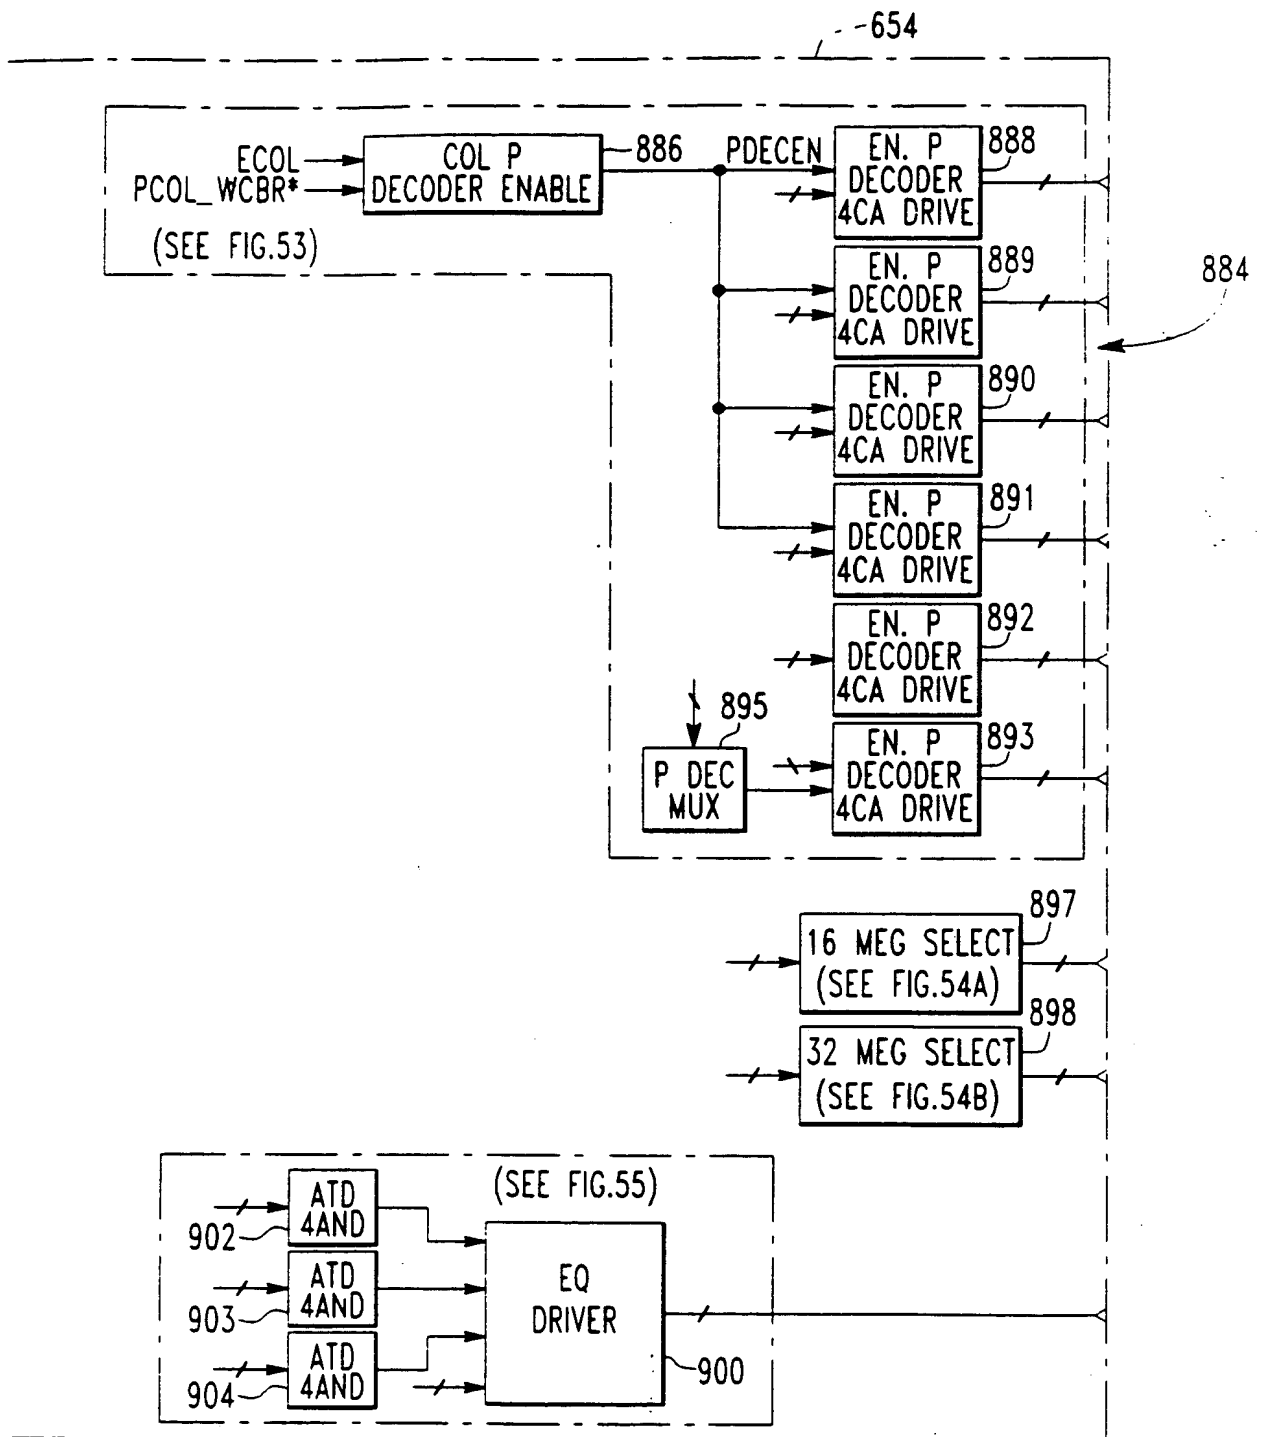 654
ECOL
PCOL_WCBR*
COL P
DECODER ENABLE
886
(SEE FIG.53)
PDECEN
EN. P
DECODER
4CA DRIVE
888
EN. P
DECODER
4CA DRIVE
889
884
EN. P
DECODER
4CA DRIVE
890
EN. P
DECODER
4CA DRIVE
891
EN. P
DECODER
4CA DRIVE
892
P DEC
MUX
895
EN. P
DECODER
4CA DRIVE
893
16 MEG SELECT
(SEE FIG.54A)
897
32 MEG SELECT
(SEE FIG.54B)
898
(SEE FIG.55)
ATD
4AND
902
ATD
4AND
903
ATD
4AND
904
EQ
DRIVER
900